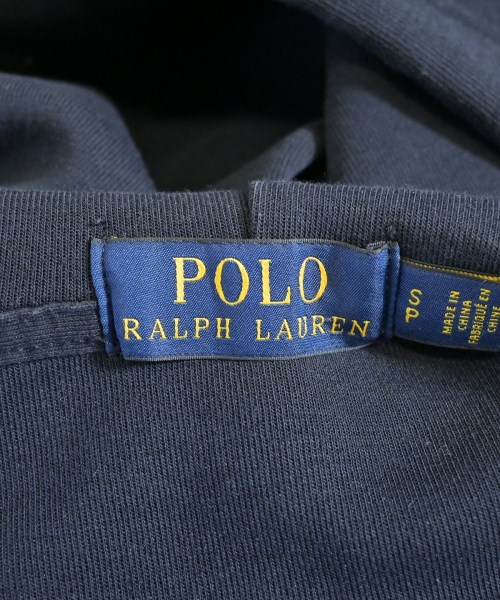 POLO
RALPH LAUREN
S
P
MADE IN
CHINA
FABRIQUÉ EN
CHINE